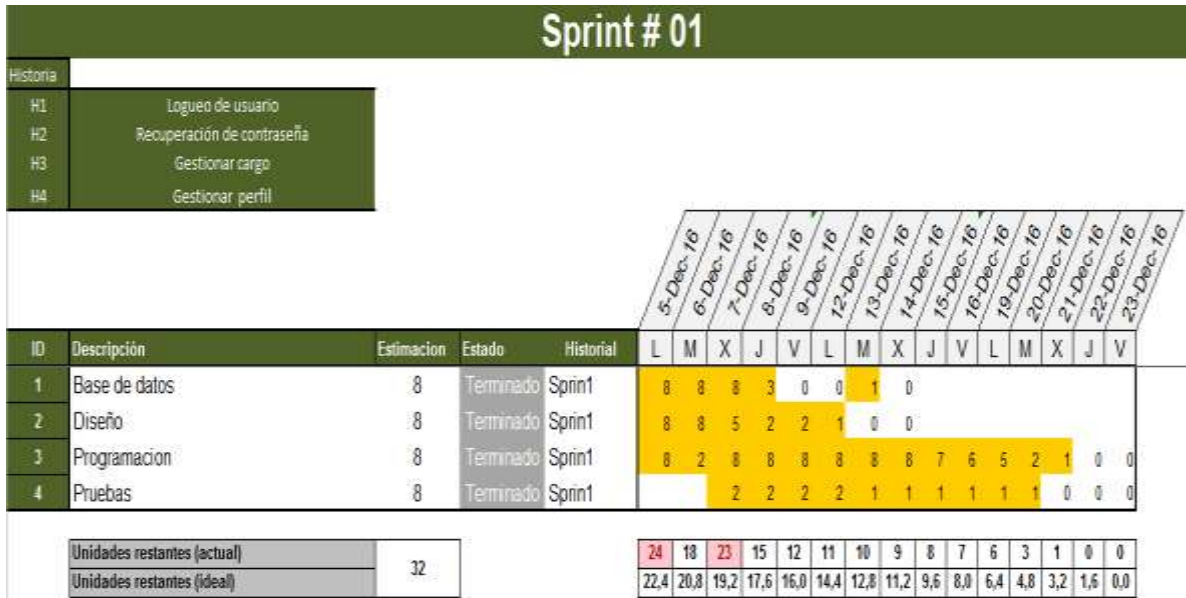 Sprint # 01
Historia
H1 Logueo de usuario
H2 Recuperación de contraseña
H3 Gestionar cargo
H4 Gestionar perfil
5-Dec-16 6-Dec-16 7-Dec-16 8-Dec-16 9-Dec-16 12-Dec-16 13-Dec-16 14-Dec-16 15-Dec-16 16-Dec-16 19-Dec-16 20-Dec-16 21-Dec-16 22-Dec-16 23-Dec-16
ID Descripción Estimacion Estado Historial L M X J V L M X J V L M X J V
1 Base de datos 8 Terminado Sprin1 8 8 8 3 0 0 1 0
2 Diseño 8 Terminado Sprin1 8 8 5 2 2 1 0 0
3 Programacion 8 Terminado Sprin1 8 2 8 8 8 8 8 8 7 6 5 2 1 0 0
4 Pruebas 8 Terminado Sprin1 2 2 2 2 1 1 1 1 1 1 0 0 0
Unidades restantes (actual) 32 24 18 23 15 12 11 10 9 8 7 6 3 1 0 0
Unidades restantes (ideal) 22,4 20,8 19,2 17,6 16,0 14,4 12,8 11,2 9,6 8,0 6,4 4,8 3,2 1,6 0,0